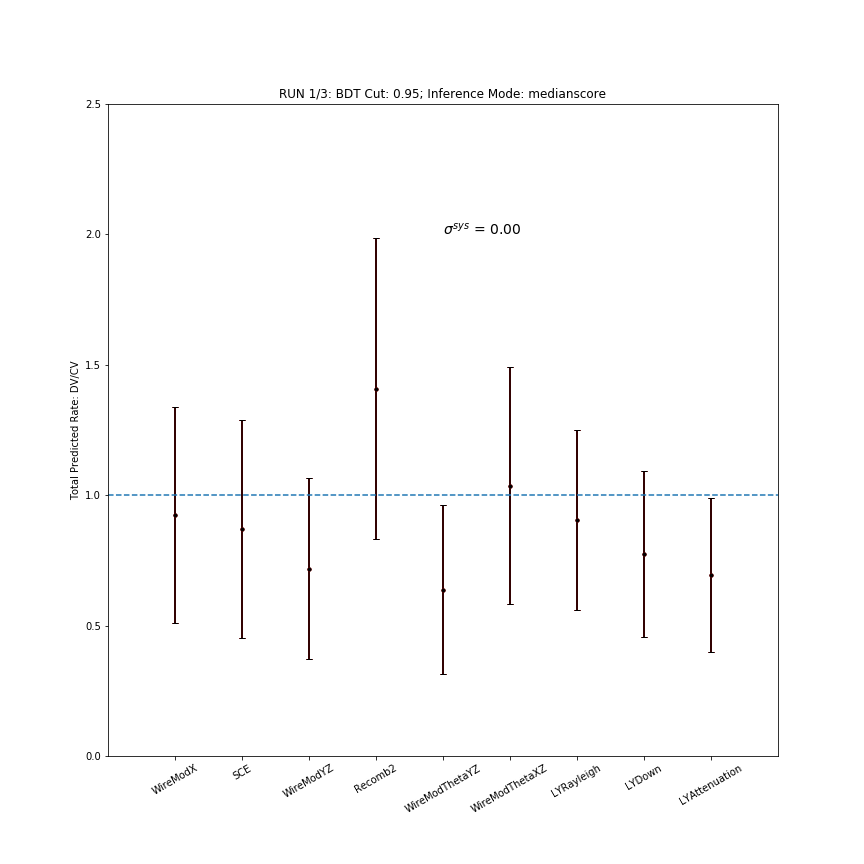 RUN 1/3: BDT Cut: 0.95; Inference Mode: medianscore
2.5
2.0
1.5
1.0
0.5
0.0
Total Predicted Rate: DV/CV
σ^sys = 0.00
WireModX
SCE
WireModYZ
Recomb2
WireModThetaYZ
WireModThetaXZ
LYRayleigh
LYDown
LYAttenuation